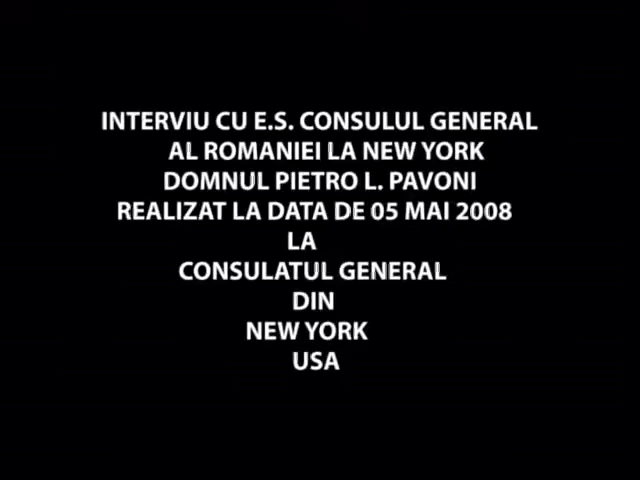 INTERVIU CU E.S. CONSULUL GENERAL
AL ROMANIEI LA NEW YORK
DOMNUL PIETRO L. PAVONI
REALIZAT LA DATA DE 05 MAI 2008
LA
CONSULATUL GENERAL
DIN
NEW YORK
USA